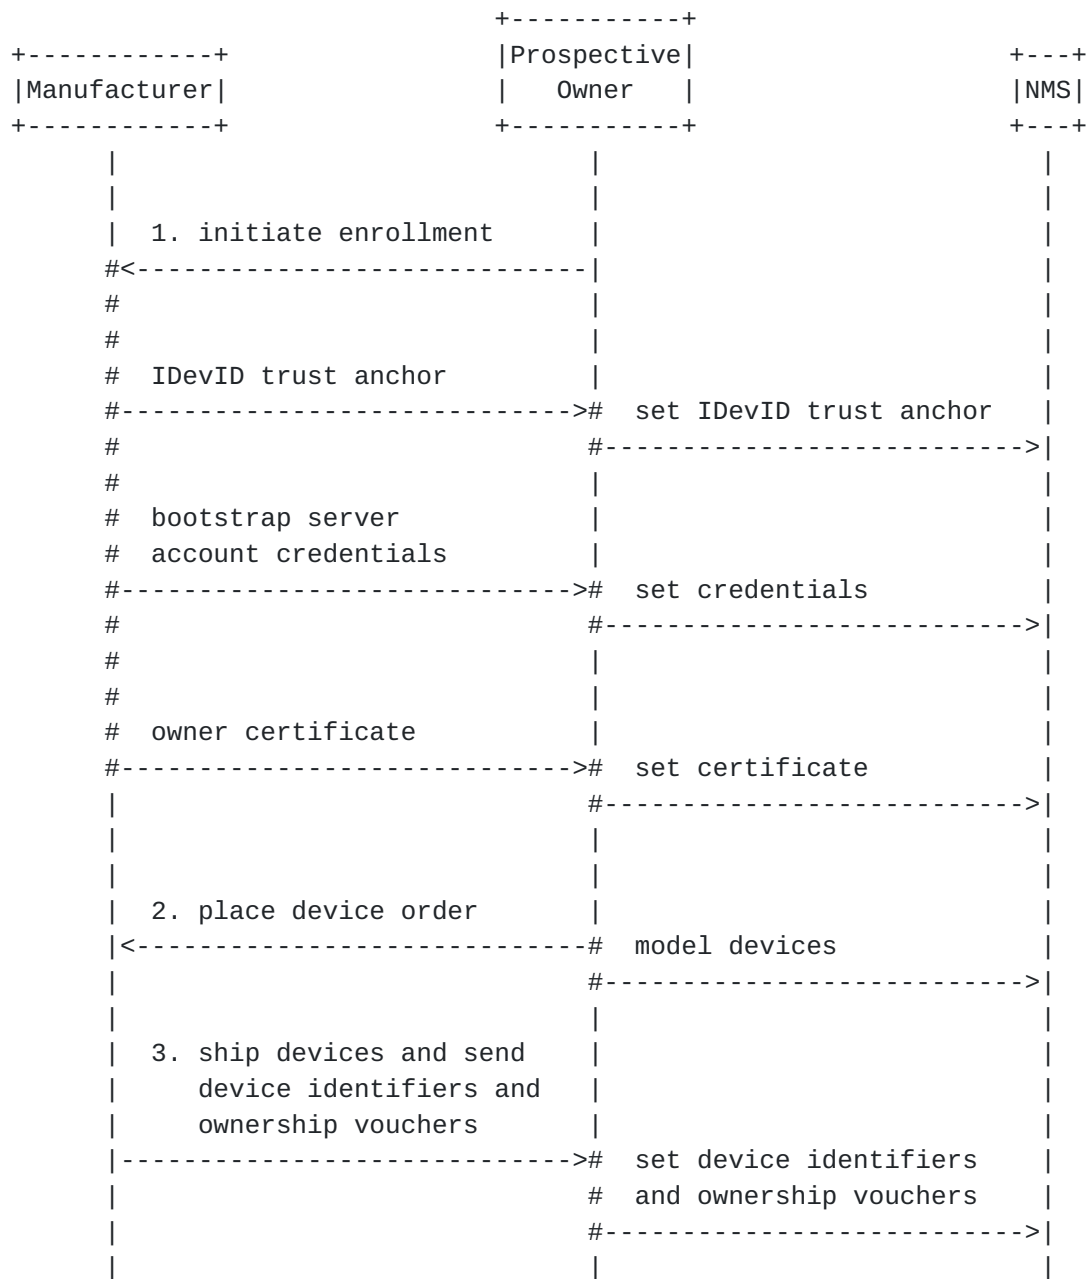 +-----------+
+------------+                 |Prospective|                    +---+
|Manufacturer|                 |   Owner   |                    |NMS|
+------------+                 +-----------+                    +---+
      |                              |                            |
      |                              |                            |
      |  1. initiate enrollment      |                            |
      #<-----------------------------|                            |
      #                              |                            |
      #                              |                            |
      #  IDevID trust anchor         |                            |
      #-----------------------------># set IDevID trust anchor    |
      #                              #--------------------------->|
      #                              |                            |
      #  bootstrap server            |                            |
      #  account credentials         |                            |
      #-----------------------------># set credentials            |
      #                              #--------------------------->|
      #                              |                            |
      #                              |                            |
      #  owner certificate           |                            |
      #-----------------------------># set certificate            |
      |                              #--------------------------->|
      |                              |                            |
      |                              |                            |
      |  2. place device order       |                            |
      |<-----------------------------# model devices              |
      |                              #--------------------------->|
      |                              |                            |
      |  3. ship devices and send    |                            |
      |     device identifiers and   |                            |
      |     ownership vouchers       |                            |
      |-----------------------------># set device identifiers     |
      |                              # and ownership vouchers     |
      |                              #--------------------------->|
      |                              |                            |